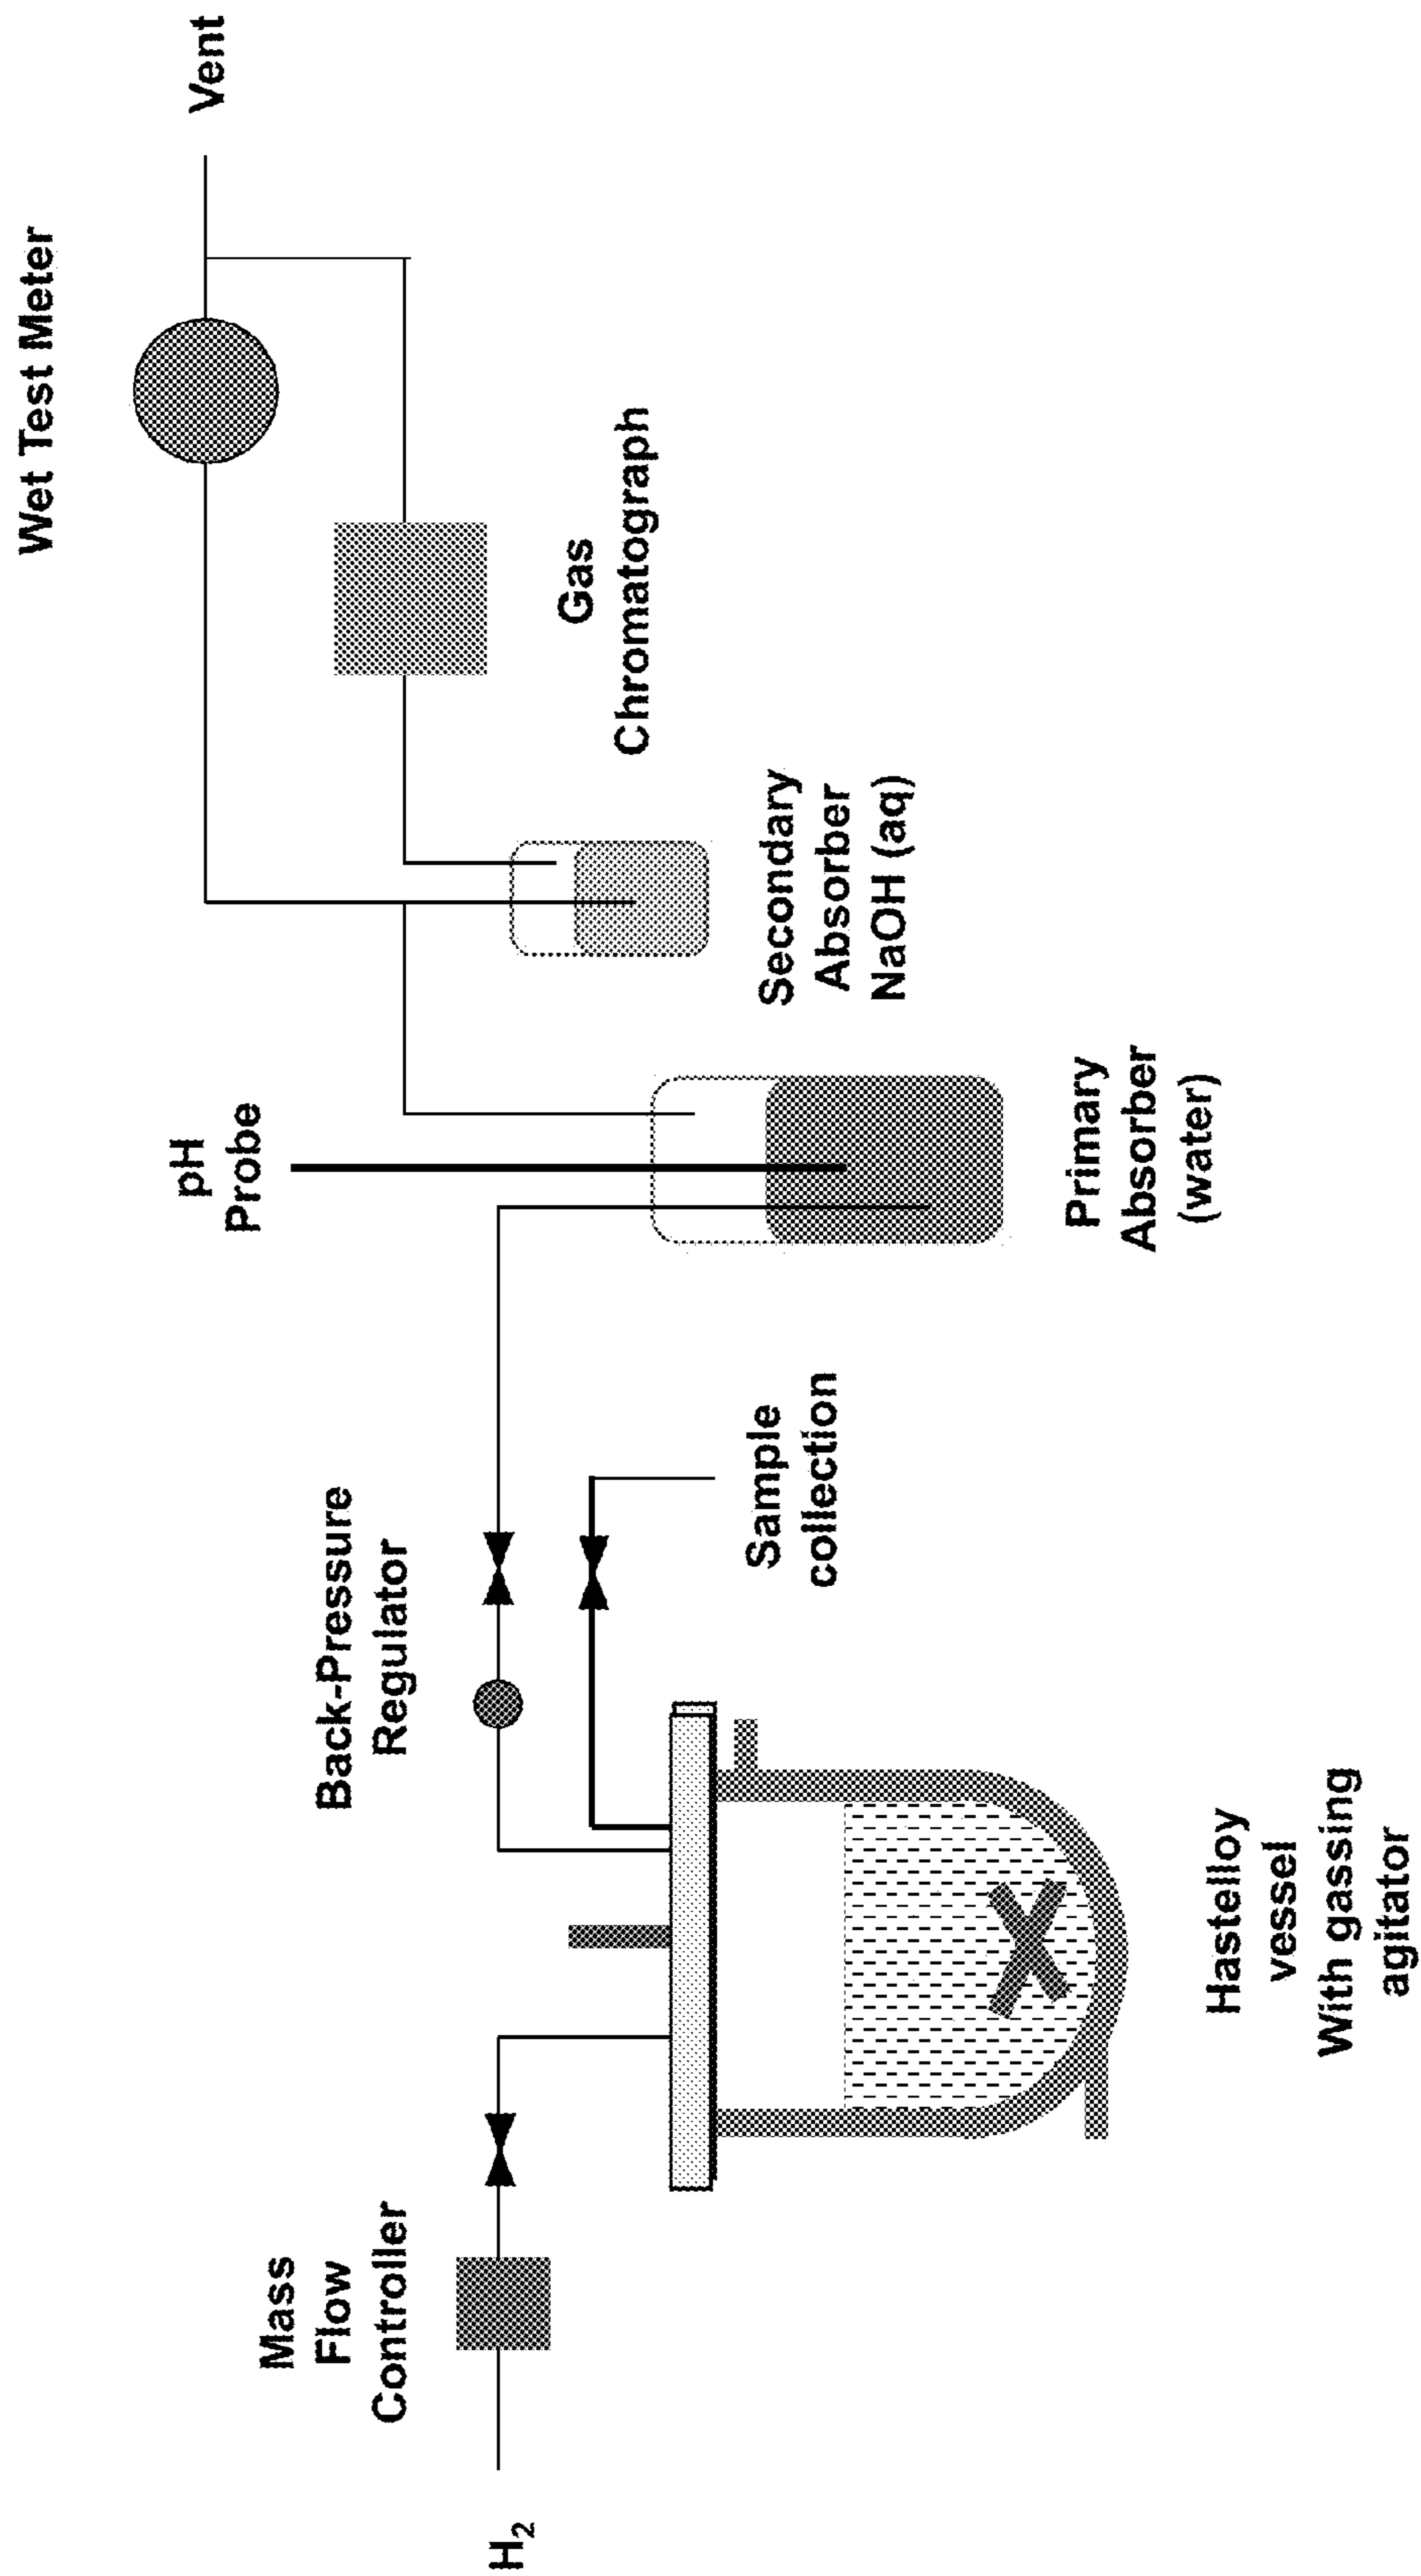 Wet Test Meter
Vent
pH
Probe
Back-Pressure
Regulator
Mass
Flow
Controller
H₂
Gas
Chromatograph
Secondary
Absorber
NaOH (aq)
Sample
collection
Primary
Absorber
(water)
Hastelloy
vessel
With gassing
agitator